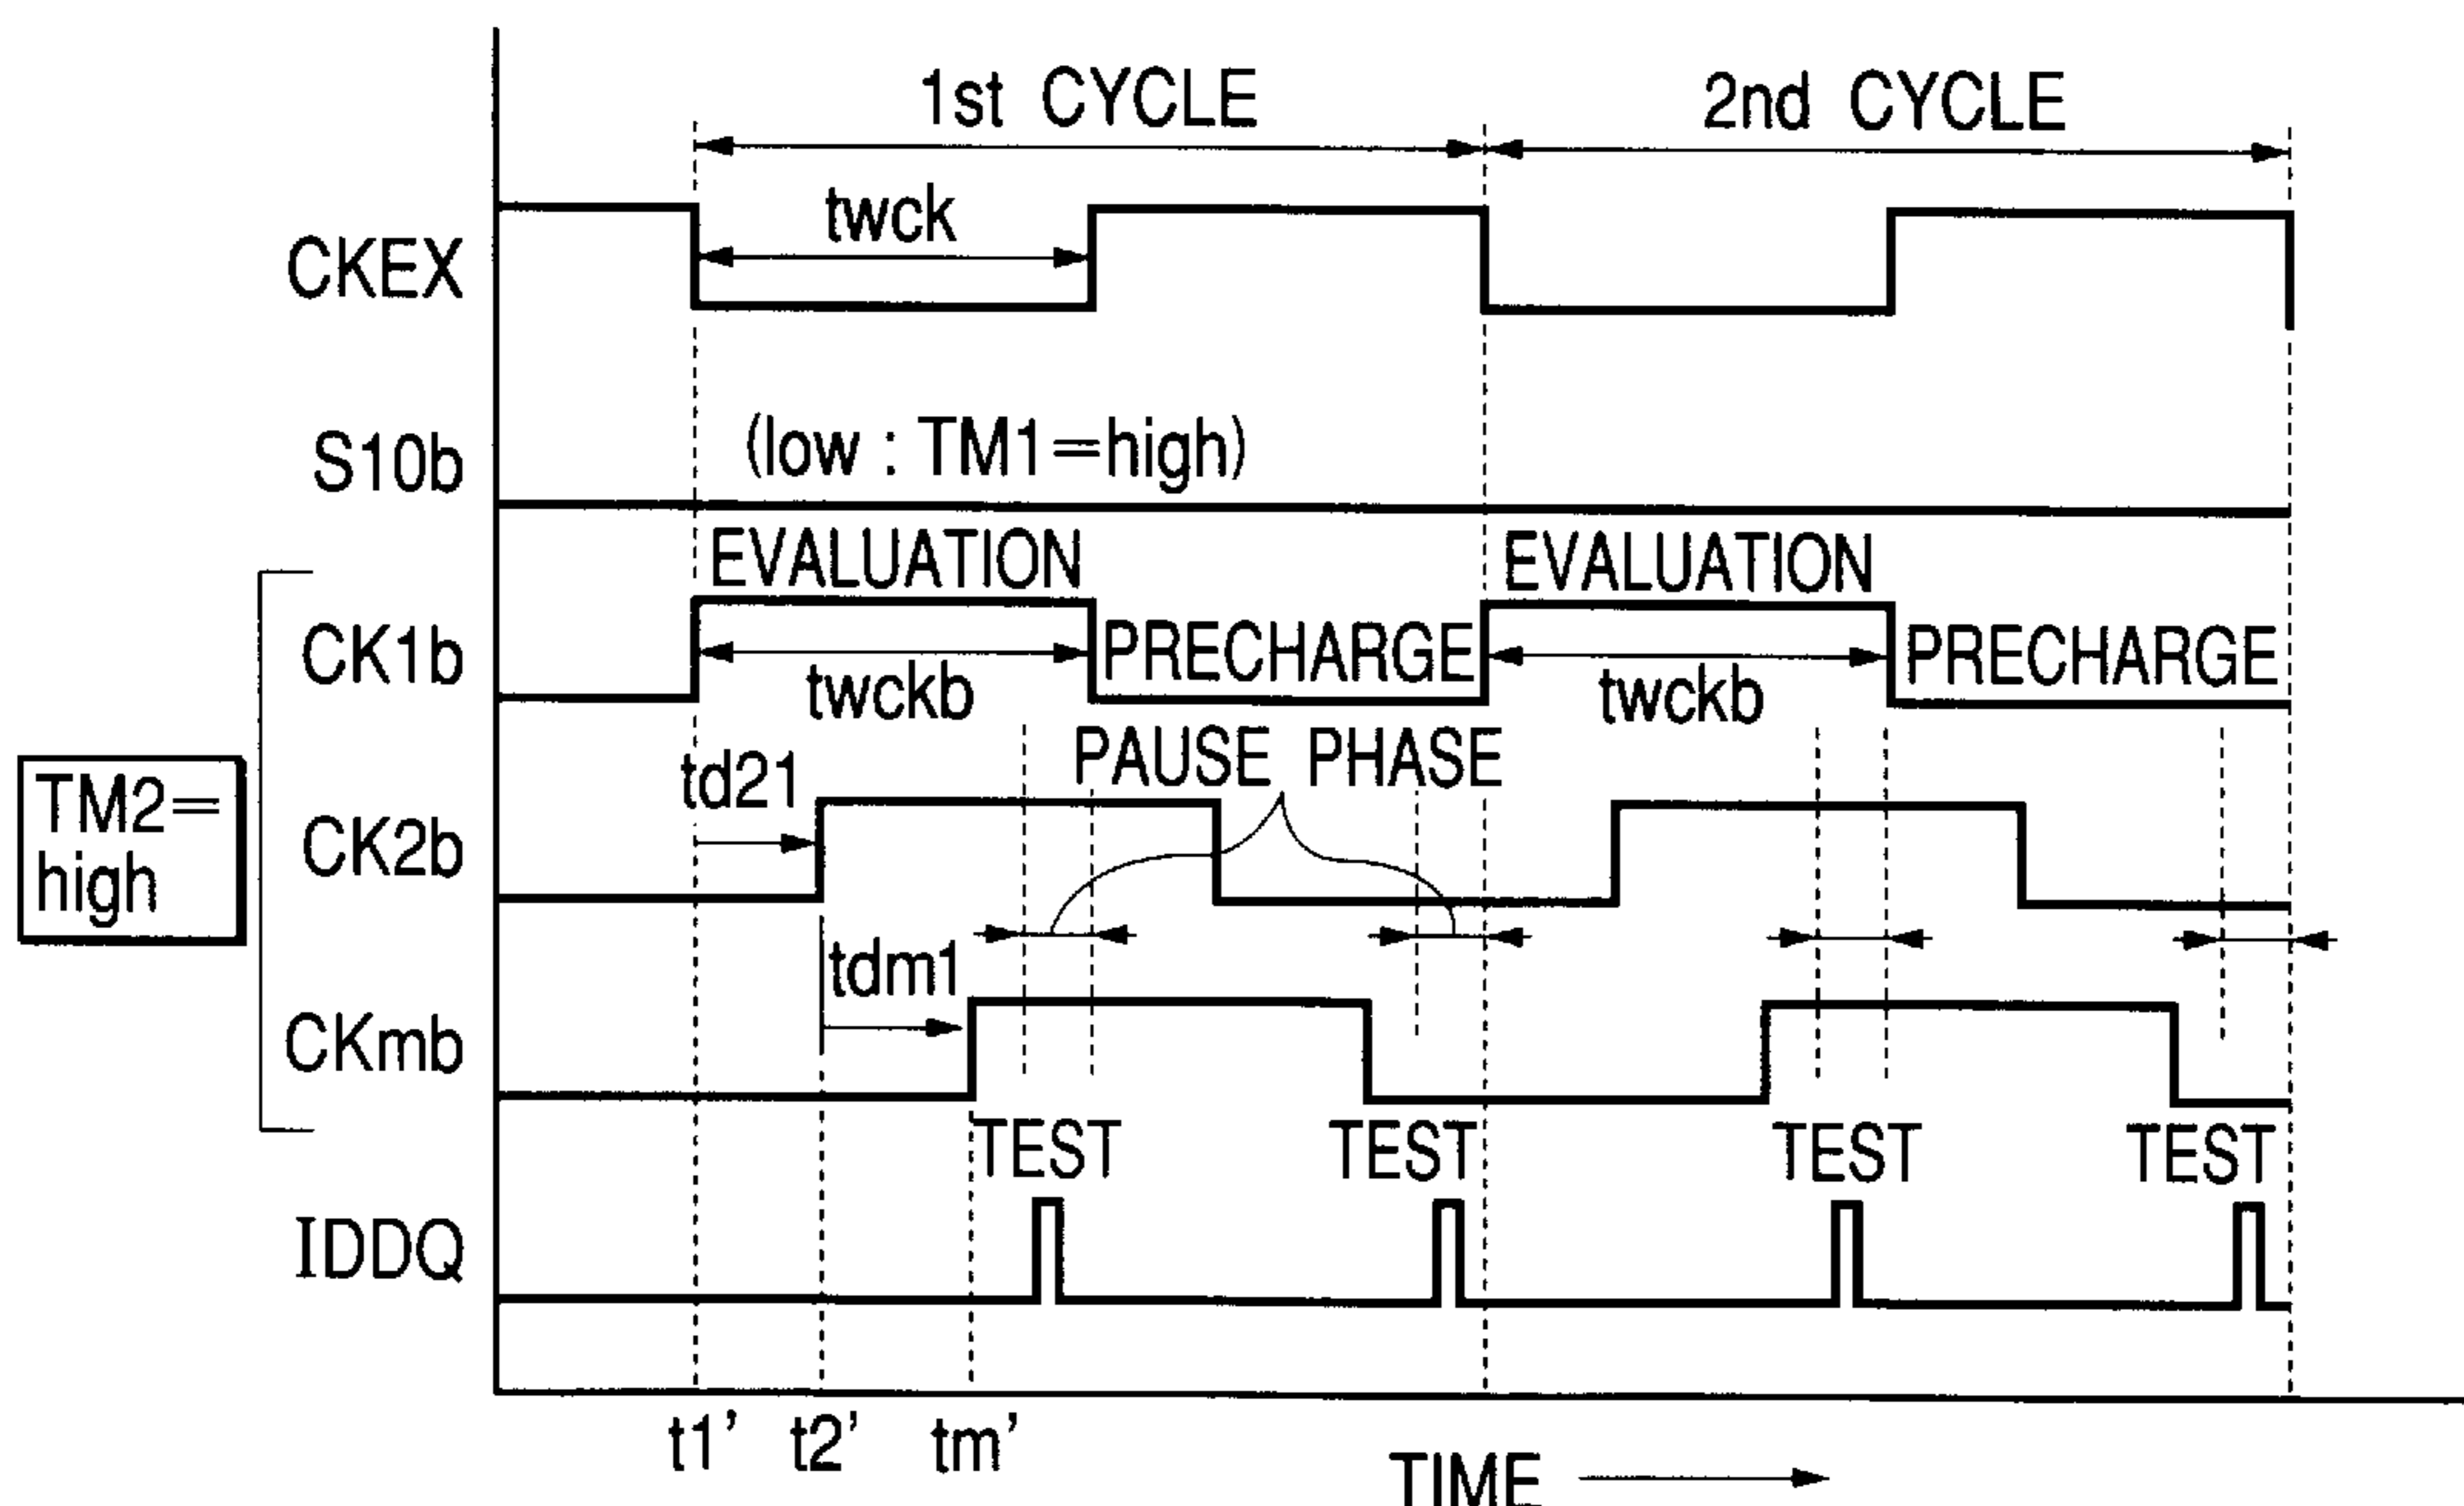 1st CYCLE
2nd CYCLE
twck
CKEX
(low : TM1=high)
S10b
EVALUATION
EVALUATION
CK1b
PRECHARGE
PRECHARGE
twckb
twckb
PAUSE PHASE
td21
TM2=
high
CK2b
tdm1
CKmb
TEST
TEST
TEST
TEST
IDDQ
t1'
t2'
tm'
TIME